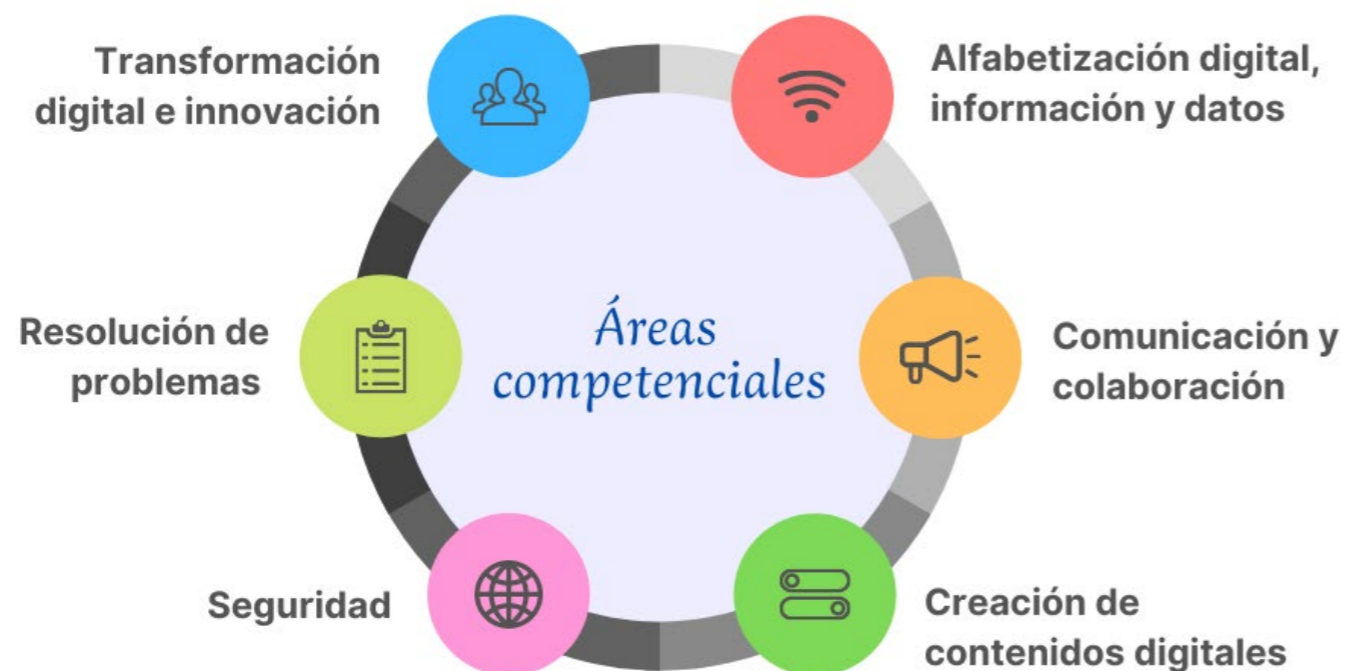 Transformación
digital e innovación
Alfabetización digital,
información y datos
Resolución de
problemas
Áreas
competenciales
Comunicación y
colaboración
Seguridad
Creación de
contenidos digitales